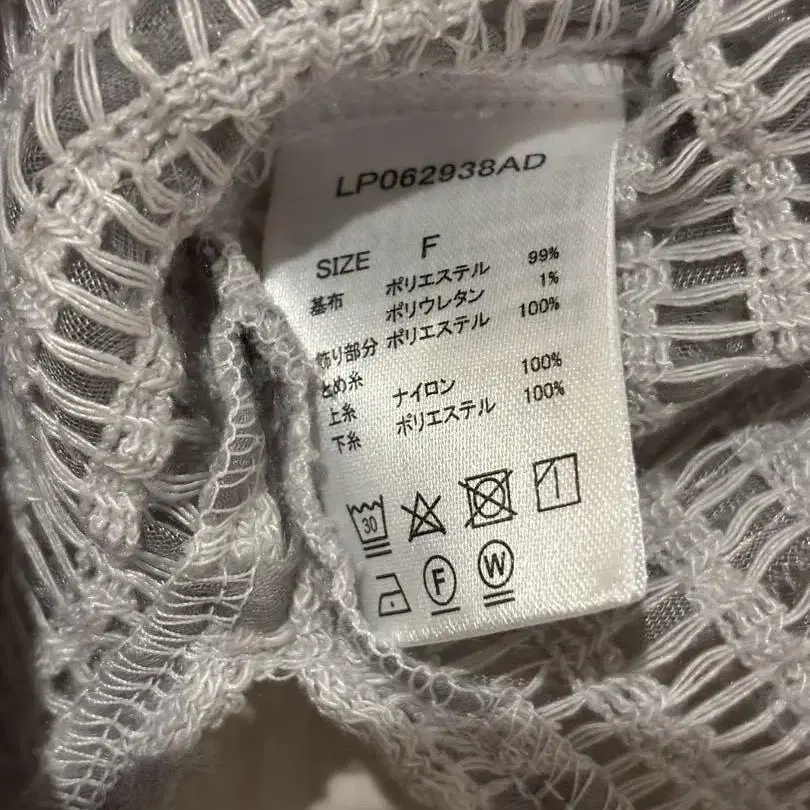 LP062938AD
SIZE F
基布 ポリエステル 99%
ポリウレタン 1%
飾り部分 ポリエステル 100%
とめ糸
上糸 ナイロン 100%
下糸 ポリエステル 100%
30
F W